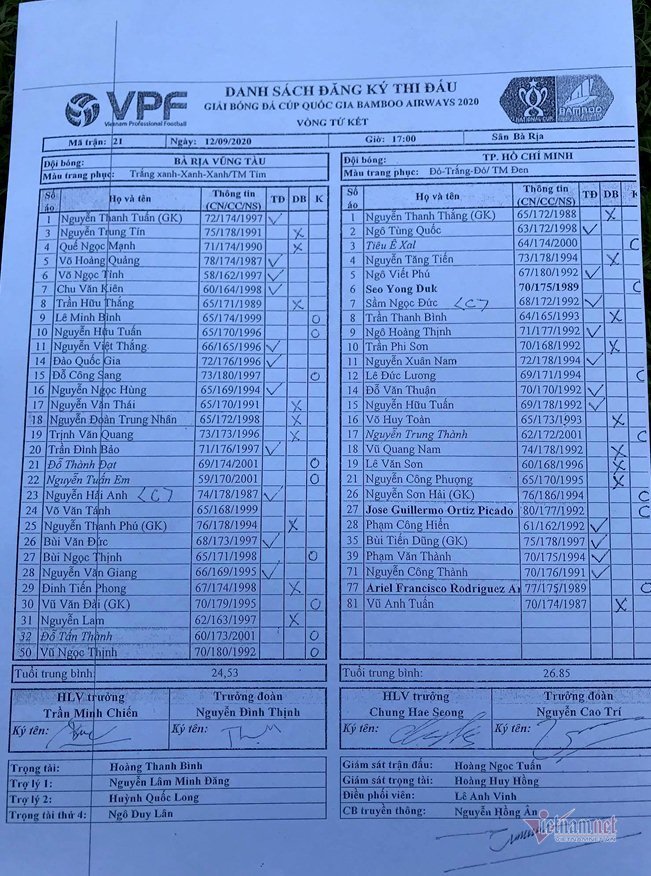 VPF
Vietnam Professional Football
DANH SÁCH ĐĂNG KÝ THI ĐẤU
GIẢI BÓNG ĐÁ CÚP QUỐC GIA BAMBOO AIRWAYS 2020
VÒNG TỨ KẾT
NATIONAL CUP
BAMBOO
Mã trận: 21 Ngày: 12/09/2020 Giờ: 17:00 Sân Bà Rịa
Đội bóng: BÀ RỊA VŨNG TÀU
Màu trang phục: Trắng xanh-Xanh-Xanh/TM Tím
Số áo Họ và tên Thông tin (CN/CC/NS) TĐ DB K
1 Nguyễn Thanh Tuấn (GK) 72/174/1997 ✓
3 Nguyễn Trung Tín 75/178/1991 X
4 Quế Ngọc Mạnh 71/174/1990 X
5 Võ Hoàng Quảng 78/174/1987 ✓
6 Võ Ngọc Tỉnh 58/162/1997 ✓
7 Chu Văn Kiên 60/164/1998 ✓
8 Trần Hữu Thắng 65/171/1989 X
9 Lê Minh Bình 65/174/1999 O
10 Nguyễn Hữu Tuấn 65/170/1996 O
11 Nguyễn Việt Thắng 66/165/1996 ✓
14 Đào Quốc Gia 72/176/1996 ✓
15 Đỗ Công Sang 73/180/1997 O
16 Nguyễn Ngọc Hùng 65/169/1994 ✓
17 Nguyễn Văn Thái 65/170/1991 X
18 Nguyễn Đoàn Trung Nhân 65/172/1998 X
19 Trịnh Văn Quang 73/173/1996 X
20 Trần Đình Bảo 71/176/1997 ✓
21 Đỗ Thành Đạt 69/174/2001 O
22 Nguyễn Tuấn Em 59/170/2001 O
23 Nguyễn Hải Anh <C> 74/178/1987 ✓
24 Võ Văn Tánh 65/168/1999
25 Nguyễn Thanh Phú (GK) 76/178/1994 X
26 Bùi Văn Đức 68/173/1997 ✓
27 Bùi Ngọc Thịnh 65/171/1998 O
28 Nguyễn Văn Giang 66/169/1995 ✓
29 Đinh Tiến Phong 67/174/1998 X
30 Vũ Văn Đài (GK) 70/179/1995 O
31 Nguyễn Lam 62/163/1997 X
32 Đỗ Tấn Thành 60/173/2001 O
50 Vũ Ngọc Thịnh 70/180/1992 O
Tuổi trung bình: 24,53
HLV trưởng Trưởng đoàn
Trần Minh Chiến Nguyễn Đình Thịnh
Ký tên: Ký tên:
Trọng tài: Hoàng Thanh Bình
Trợ lý 1: Nguyễn Lâm Minh Đăng
Trợ lý 2: Huỳnh Quốc Long
Trọng tài thứ 4: Ngô Duy Lân
Đội bóng: TP. HỒ CHÍ MINH
Màu trang phục: Đỏ-Trắng-Đỏ/ TM Đen
Số áo Họ và tên Thông tin (CN/CC/NS) TĐ DB K
1 Nguyễn Thanh Thắng (GK) 65/172/1988 X
2 Ngô Tùng Quốc 63/172/1998 ✓
3 Tiêu Ê Xal 64/174/2000 O
4 Nguyễn Tăng Tiến 73/178/1994 X
5 Ngô Viết Phú 67/180/1992 ✓
6 Seo Yong Duk 70/175/1989 O
7 Sầm Ngọc Đức <C> 68/172/1992 ✓
8 Trần Thanh Bình 64/165/1993 X
9 Ngô Hoàng Thịnh 71/177/1992 ✓
10 Trần Phi Sơn 70/168/1992 X
11 Nguyễn Xuân Nam 72/178/1994 ✓
12 Lê Đức Lương 69/171/1994 O
14 Đỗ Văn Thuận 70/170/1992 ✓
15 Nguyễn Hữu Tuấn 69/178/1992 ✓
16 Võ Huy Toàn 65/173/1993 X
17 Nguyễn Trung Thành 62/172/2001 O
18 Vũ Quang Nam 74/178/1992 X
19 Lê Văn Sơn 60/168/1996 X
21 Nguyễn Công Phượng 65/170/1995 X
26 Nguyễn Sơn Hải (GK) 76/186/1994 O
27 Jose Guillermo Ortiz Picado 80/177/1992 O
28 Phạm Công Hiển 61/162/1992 ✓
35 Bùi Tiến Dũng (GK) 75/178/1997 ✓
39 Phạm Văn Thành 70/175/1994 ✓
71 Nguyễn Công Thành 70/176/1991 ✓
77 Ariel Francisco Rodriguez Ar 77/175/1989 O
81 Vũ Anh Tuấn 70/174/1987 X
Tuổi trung bình: 26.85
HLV trưởng Trưởng đoàn
Chung Hae Seong Nguyễn Cao Trí
Ký tên: Ký tên:
Giám sát trận đấu: Hoàng Ngọc Tuấn
Giám sát trọng tài: Hoàng Huy Hồng
Điều phối viên: Lê Anh Vinh
CB truyền thông: Nguyễn Hồng Ân
vietnamnet
VIETNAMNET.VN